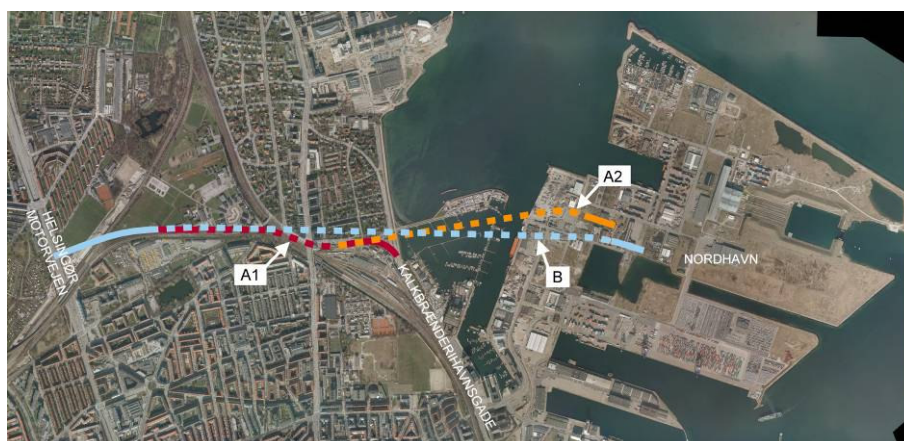 HELSINGØR
MOTORVEJEN
A1
KALKBRÆNDERIHAVNSGADE
A2
B
NORDHAVN